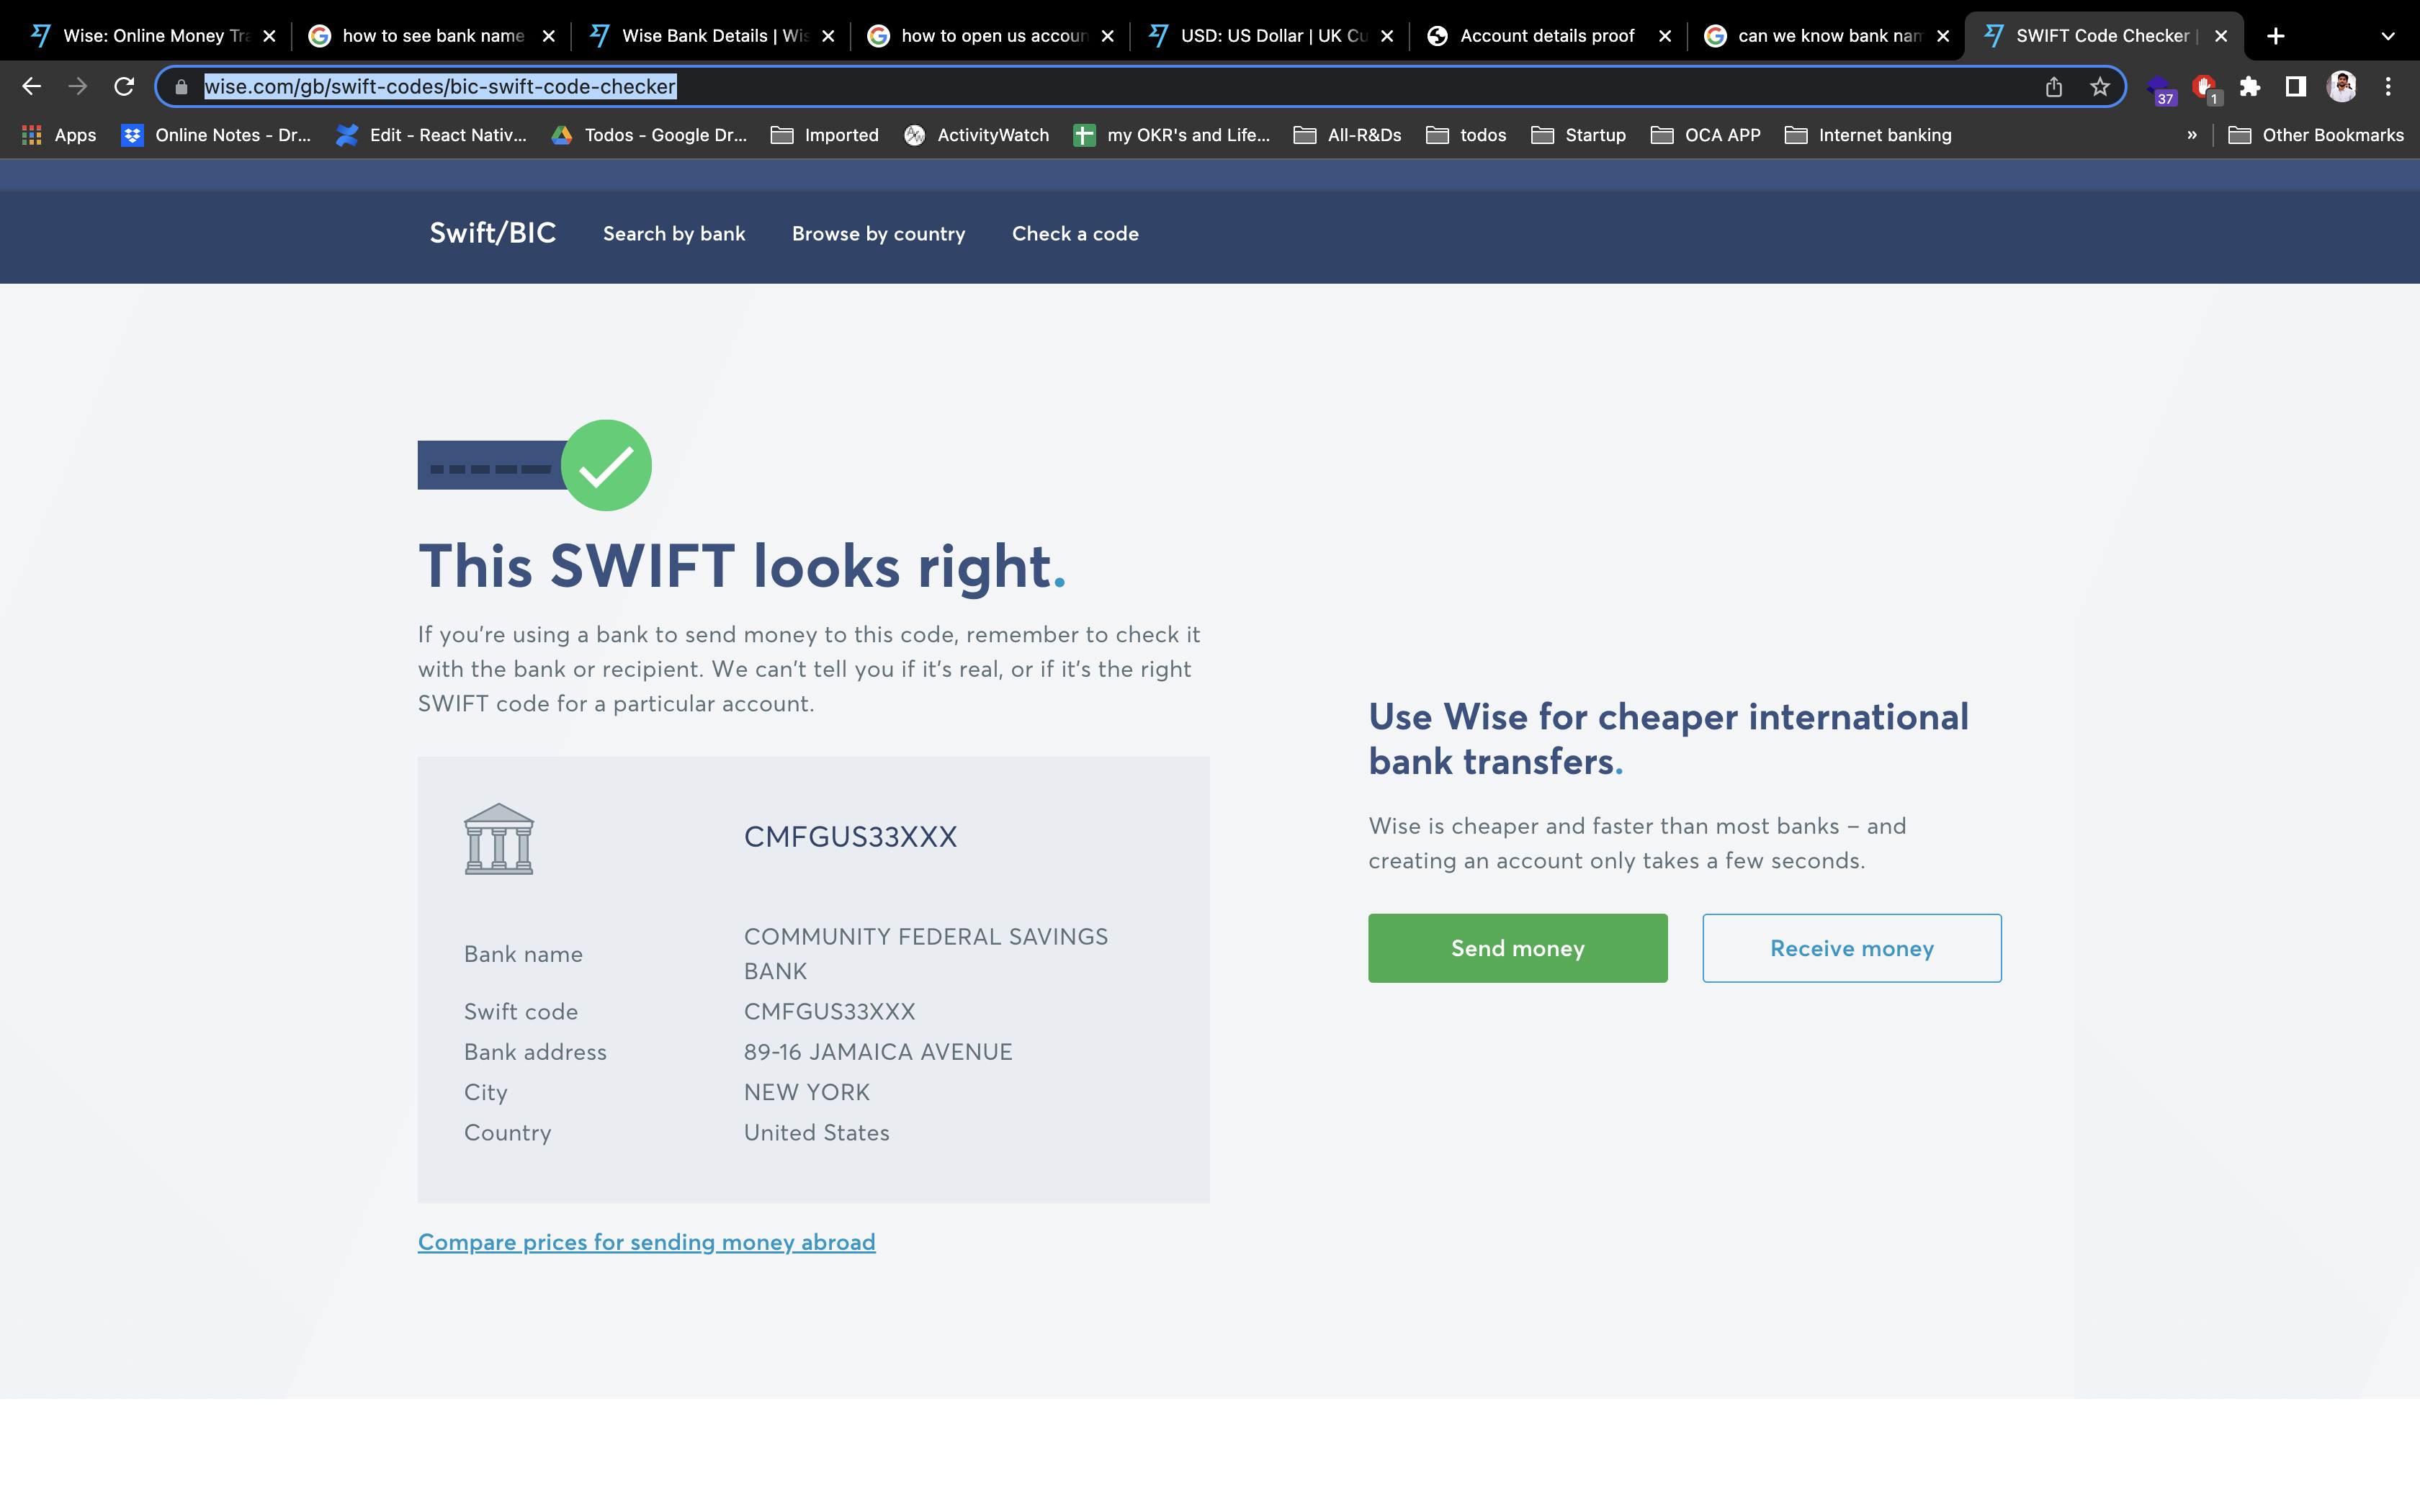 Wise: Online Money Tra
how to see bank name
Wise Bank Details | Wis
how to open us accoun
USD: US Dollar | UK Cu
Account details proof
can we know bank nam
SWIFT Code Checker |
wise.com/gb/swift-codes/bic-swift-code-checker
37
1
Apps
Online Notes - Dr...
Edit - React Nativ...
Todos - Google Dr...
Imported
ActivityWatch
my OKR's and Life...
All-R&Ds
todos
Startup
OCA APP
Internet banking
»
Other Bookmarks
Swift/BIC
Search by bank
Browse by country
Check a code
This SWIFT looks right.
If you're using a bank to send money to this code, remember to check it
with the bank or recipient. We can't tell you if it's real, or if it's the right
SWIFT code for a particular account.
CMFGUS33XXX
Bank name
COMMUNITY FEDERAL SAVINGS
BANK
Swift code
CMFGUS33XXX
Bank address
89-16 JAMAICA AVENUE
City
NEW YORK
Country
United States
Compare prices for sending money abroad
Use Wise for cheaper international
bank transfers.
Wise is cheaper and faster than most banks – and
creating an account only takes a few seconds.
Send money
Receive money